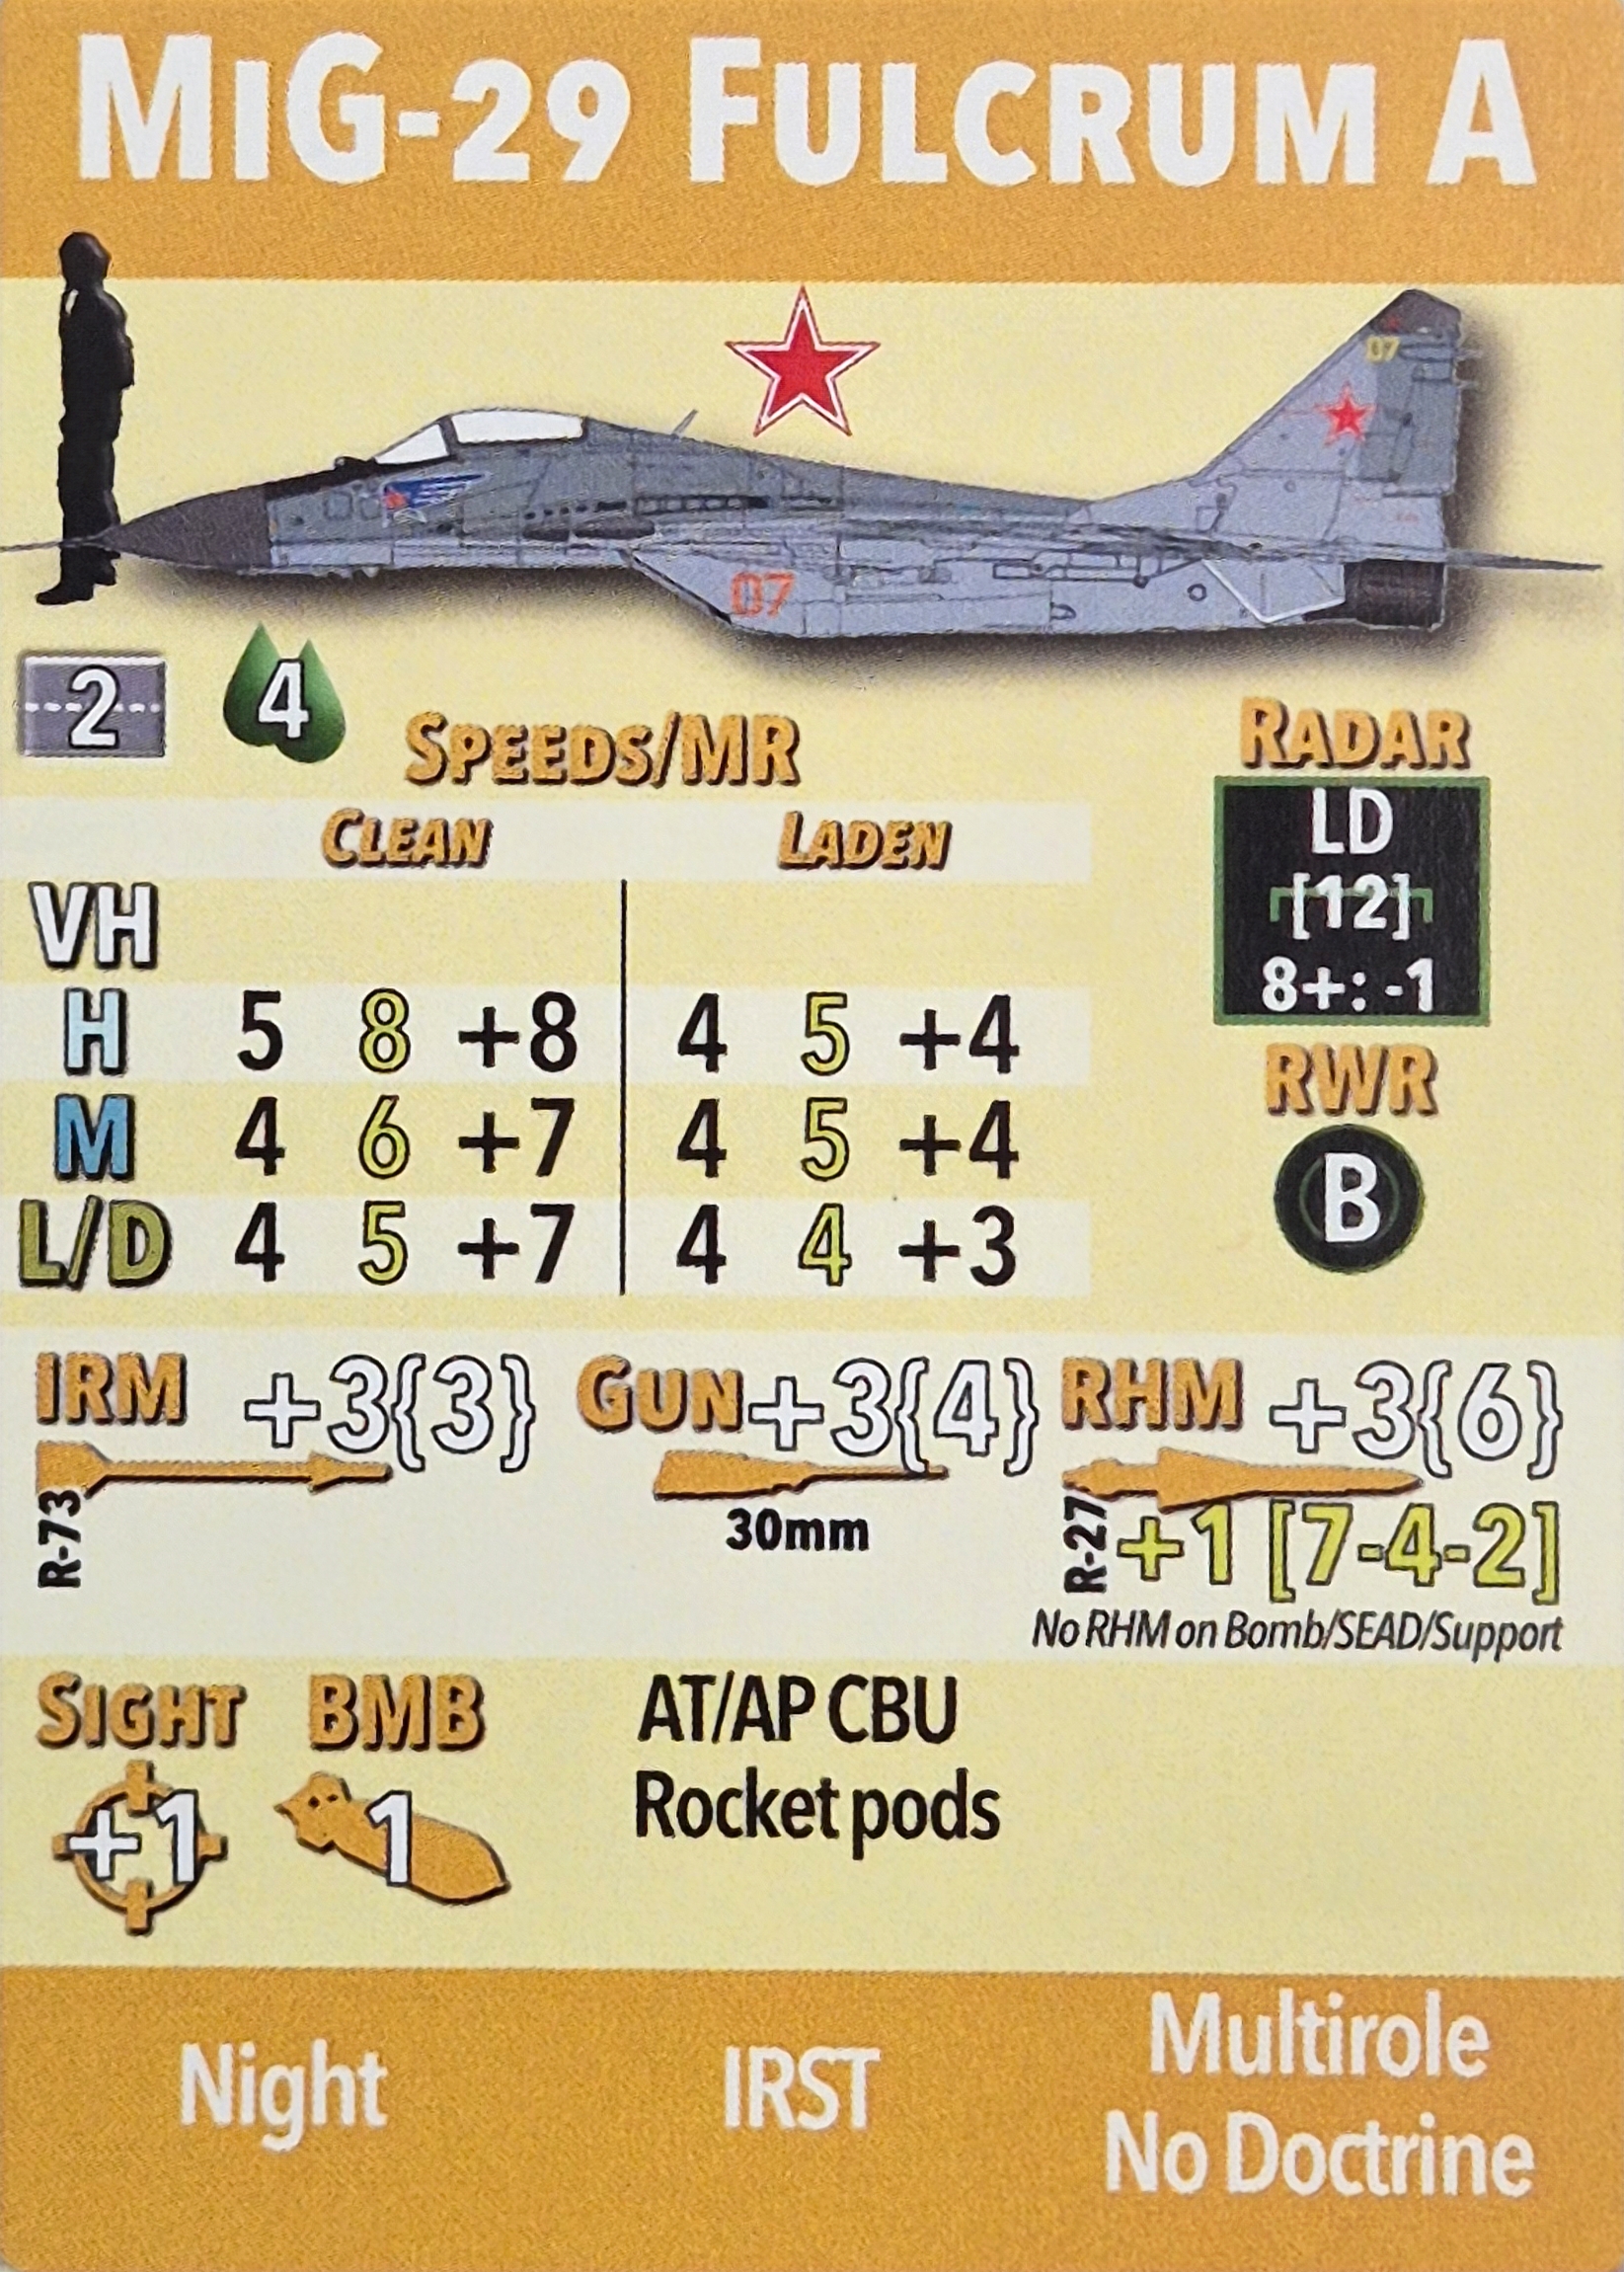 MiG-29 Fulcrum A
07
07
2 4
Speeds/MR
Radar
Clean Laden
LD
[12]
8+: -1
VH
H 5 8 +8 4 5 +4
RWR
M 4 6 +7 4 5 +4
B
L/D 4 5 +7 4 4 +3
IRM +3{3} Gun +3{4} RHM +3{6}
R-73 30mm R-27 +1 [7-4-2]
No RHM on Bomb/SEAD/Support
Sight BMB AT/AP CBU
+1 1 Rocket pods
Night IRST Multirole
No Doctrine